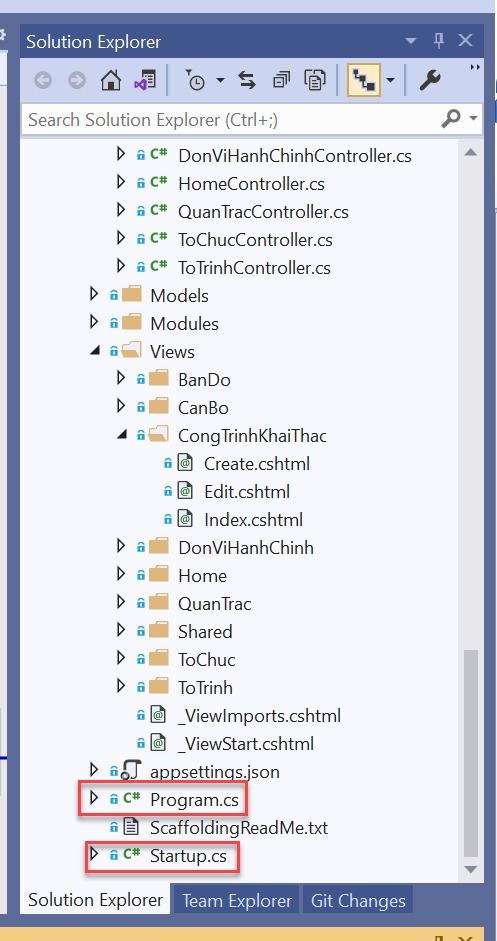 Solution Explorer
Search Solution Explorer (Ctrl+;)
C# DonViHanhChinhController.cs
C# HomeController.cs
C# QuanTracController.cs
C# ToChucController.cs
C# ToTrinhController.cs
Models
Modules
Views
BanDo
CanBo
CongTrinhKhaiThac
@ Create.cshtml
@ Edit.cshtml
@ Index.cshtml
DonViHanhChinh
Home
QuanTrac
Shared
ToChuc
ToTrinh
@ _ViewImports.cshtml
@ _ViewStart.cshtml
appsettings.json
C# Program.cs
ScaffoldingReadMe.txt
C# Startup.cs
Solution Explorer Team Explorer Git Changes